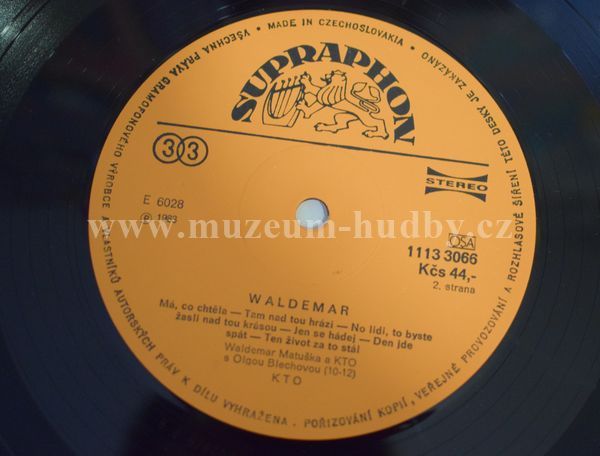 VŠECHNA PRÁVA GRAMOFONOVÉHO VÝROBCE A VLASTNÍKŮ AUTORSKÝCH PRÁV K DÍLU VYHRAŽENA. POŘIZOVÁNÍ KOPIÍ, VEŘEJNÉ PROVOZOVÁNÍ A ROZHLASOVÉ ŠÍŘENÍ TÉTO DESKY JE ZAKÁZÁNO • MADE IN CZECHOSLOVAKIA •
SUPRAPHON
33
STEREO
E 6028
℗ 1983
www.muzeum-hudby.cz
OSA
1113 3066
Kčs 44,-
2. strana
WALDEMAR
Má, co chtěla — Tam nad tou hrází — No lidi, to byste
žasli nad tou krásou — Jen se hádej — Den jde
spát — Ten život za to stál
Waldemar Matuška a KTO
s Olgou Blechovou (10-12)
KTO